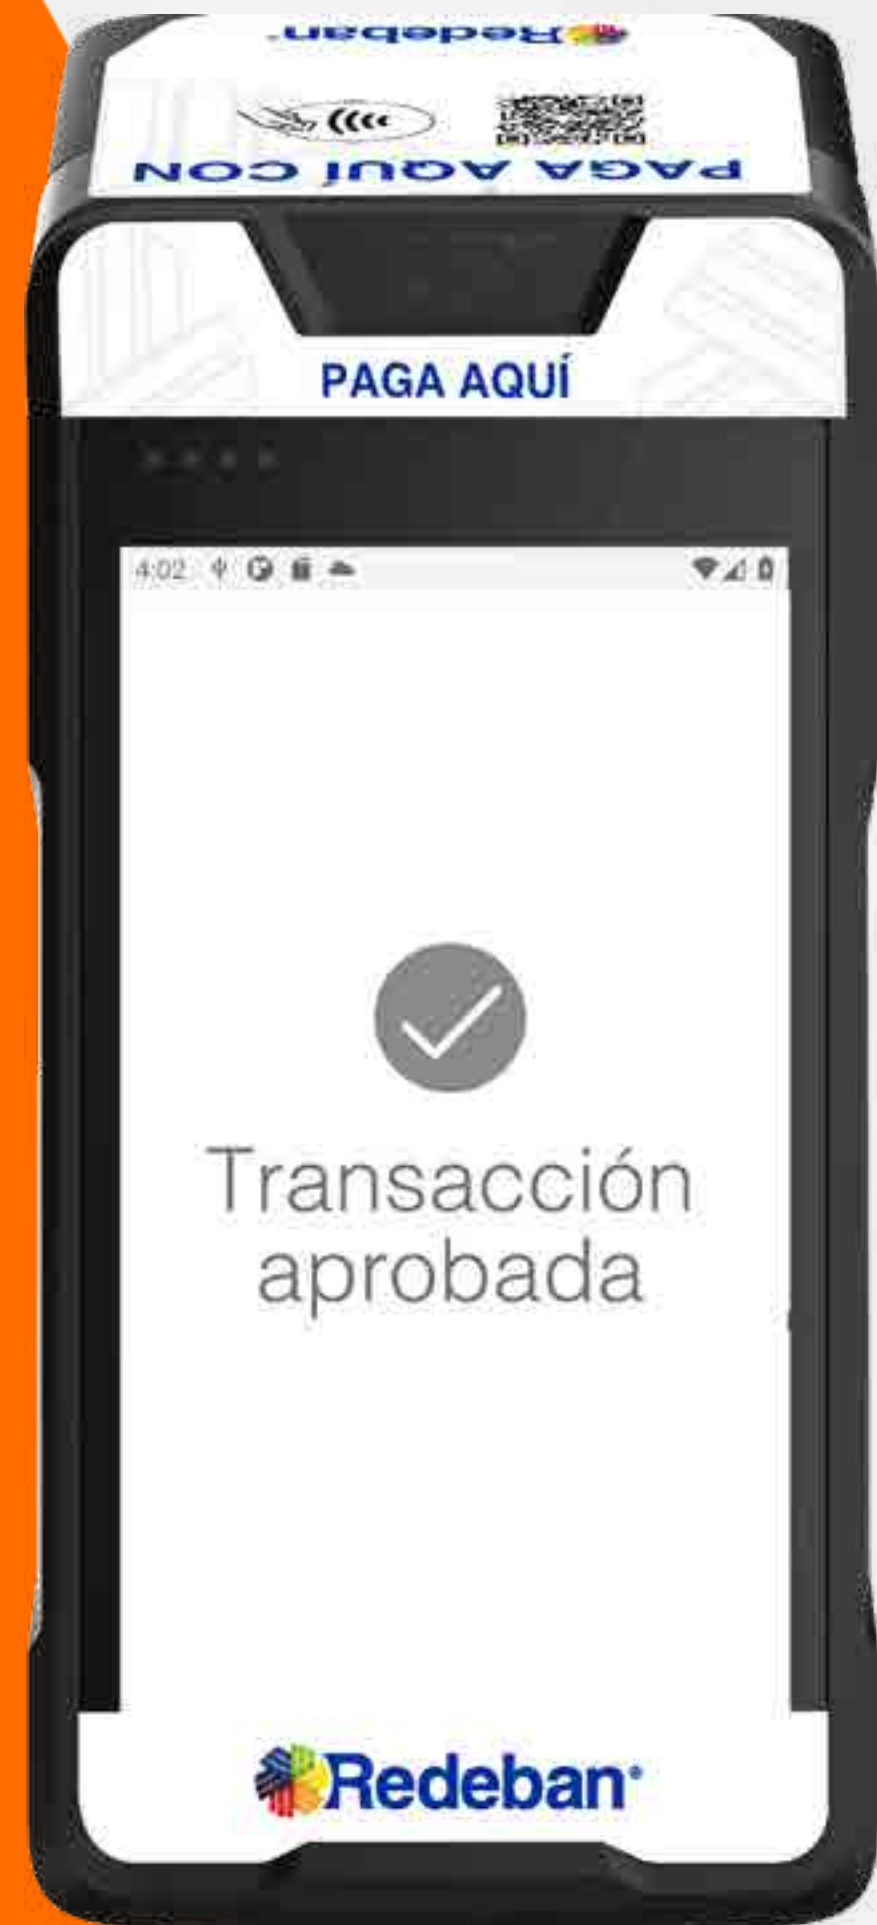 Redeban
PAGA AQUÍ CON
PAGA AQUÍ
4:02
Transacción
aprobada
Redeban